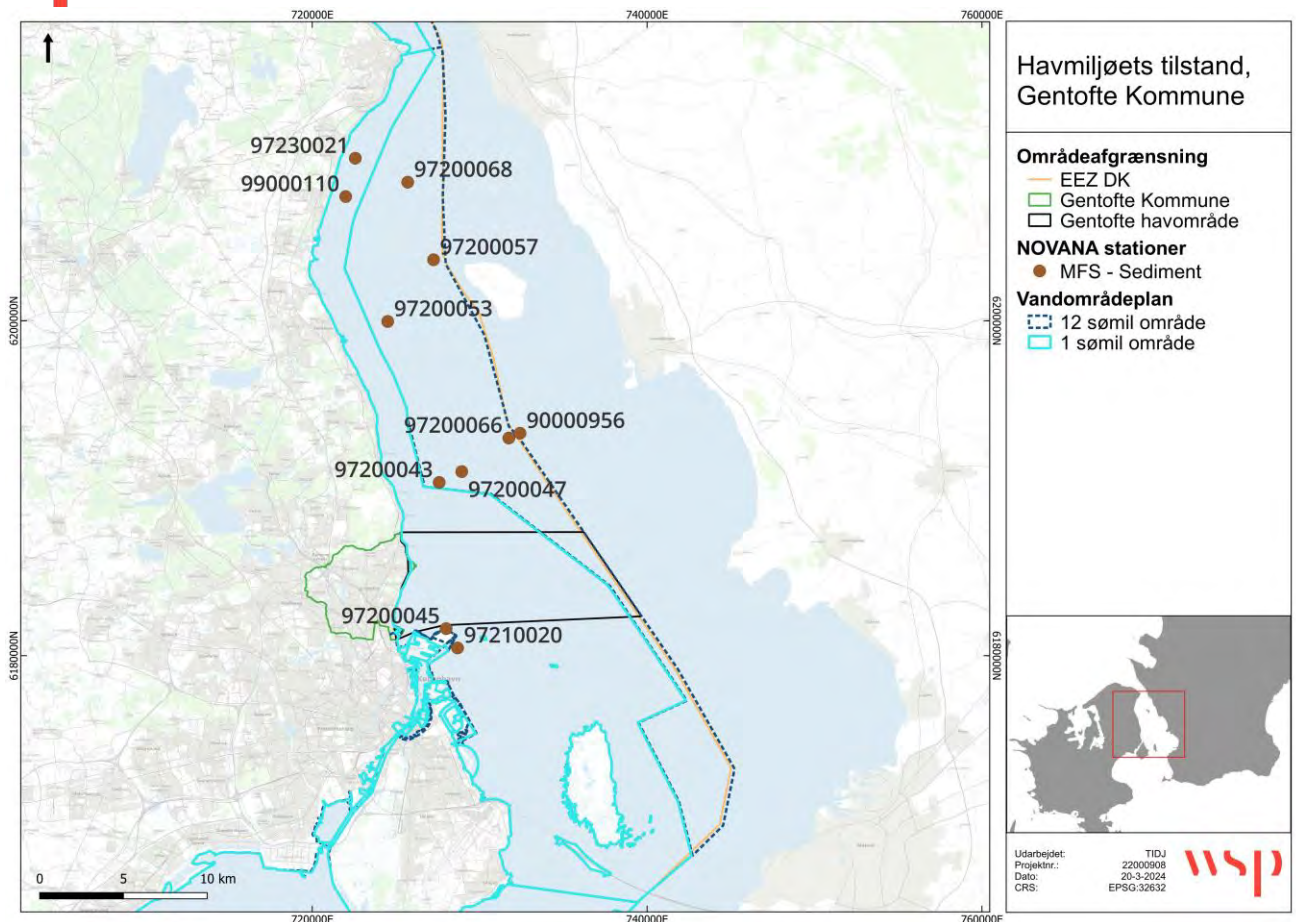 720000E
740000E
760000E
Havmiljøets tilstand,
Gentofte Kommune
Områdeafgrænsning
EEZ DK
Gentofte Kommune
Gentofte havområde
NOVANA stationer
MFS - Sediment
Vandområdeplan
12 sømil område
1 sømil område
97230021
97200068
99000110
97200057
97200053
6200000N
6200000N
97200066
90000956
97200043
97200047
97200045
97210020
6180000N
6180000N
0
5
10 km
720000E
740000E
760000E
Udarbejdet: TIDJ
Projektnr.: 22000908
Dato: 20-3-2024
CRS: EPSG:32632
wsp